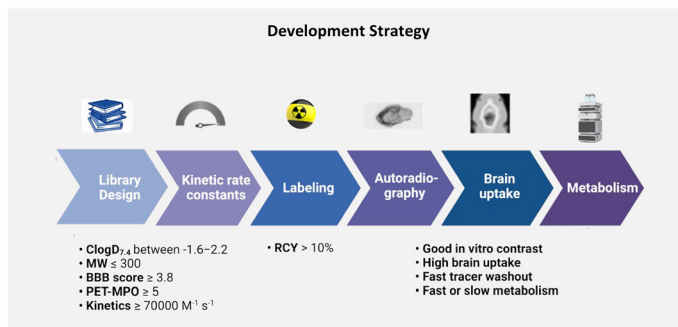 Development Strategy
Library
Design
Kinetic rate
constants
Labeling
Autoradio-
graphy
Brain
uptake
Metabolism
• ClogD7.4 between -1.6–2.2
• MW ≤ 300
• BBB score ≥ 3.8
• PET-MPO ≥ 5
• Kinetics ≥ 70000 M-1 s-1
• RCY > 10%
• Good in vitro contrast
• High brain uptake
• Fast tracer washout
• Fast or slow metabolism